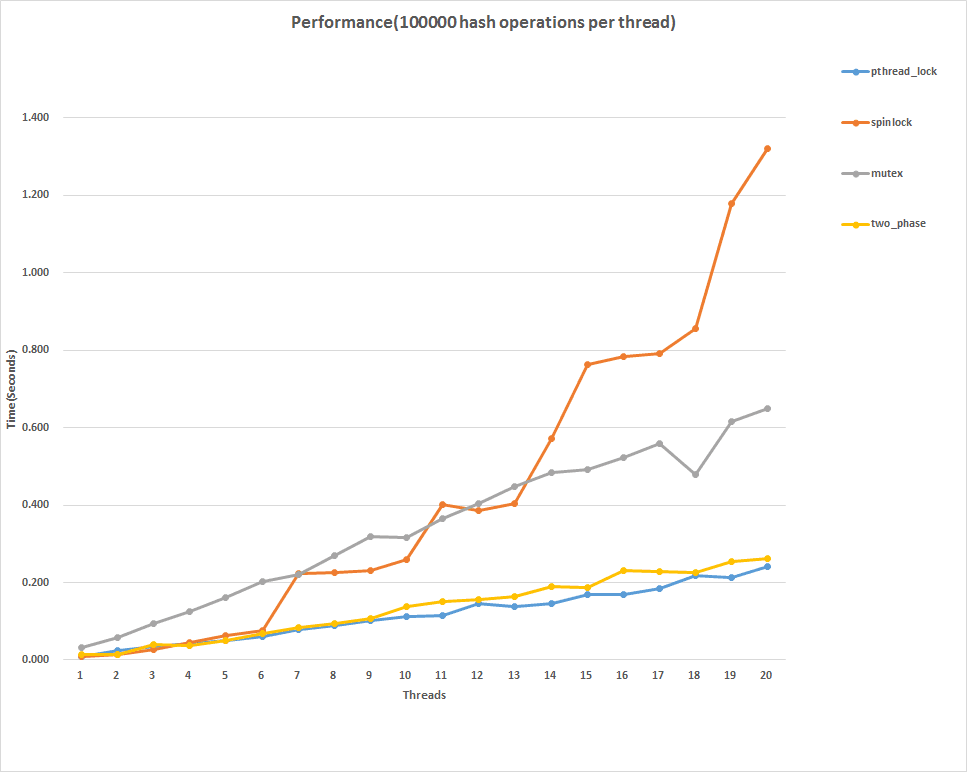 Performance(100000 hash operations per thread)
pthread_lock
spinlock
mutex
two_phase
1.400
1.200
1.000
0.800
0.600
0.400
0.200
0.000
Time(Seconds)
1 2 3 4 5 6 7 8 9 10 11 12 13 14 15 16 17 18 19 20
Threads